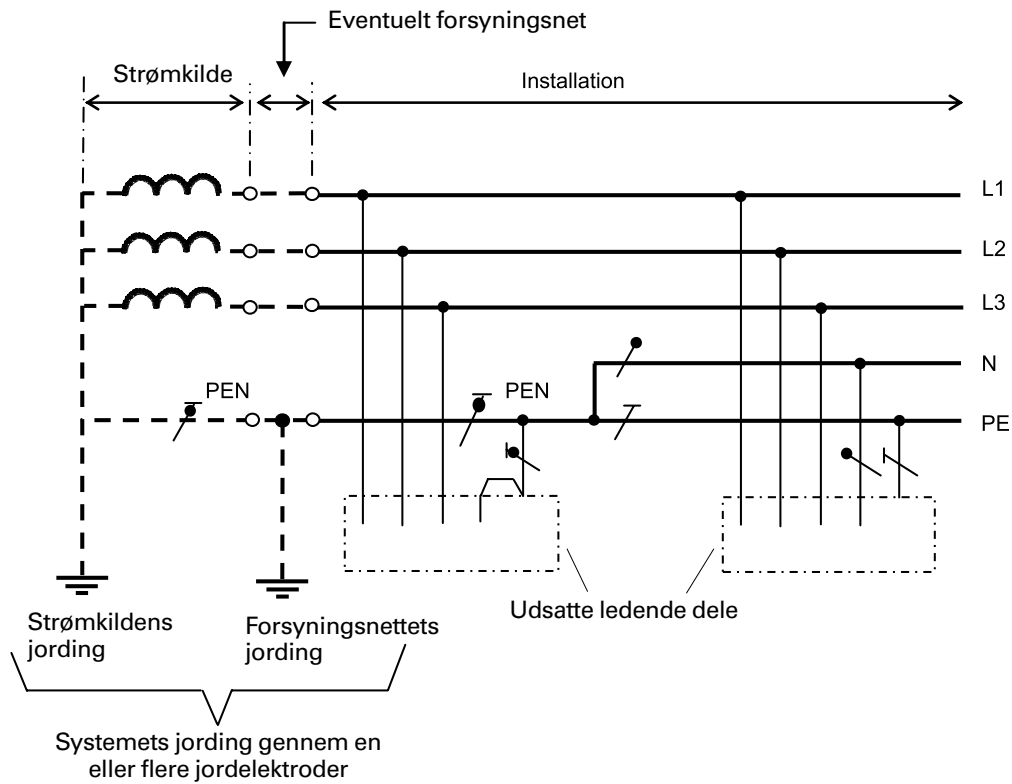 Eventuelt forsyningsnet
Strømkilde
Installation
L1
L2
L3
N
PEN
PEN
PE
Udsatte ledende dele
Strømkildens
jording
Forsyningsnettets
jording
Systemets jording gennem en
eller flere jordelektroder